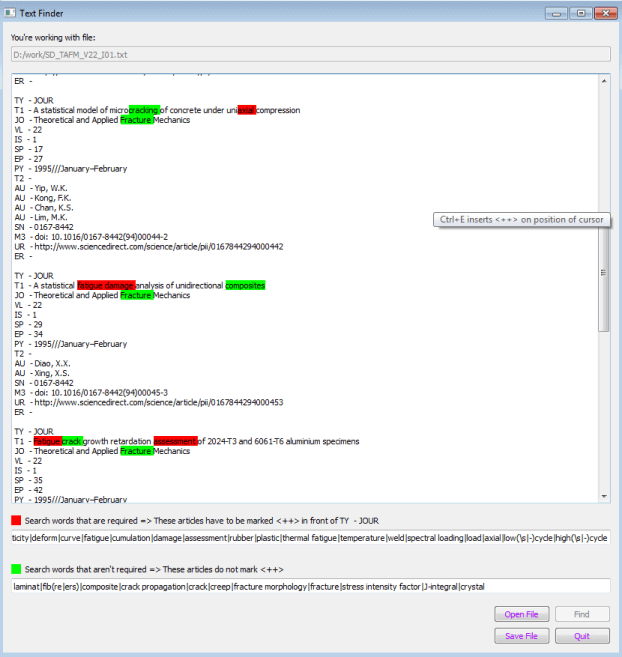 Text Finder
You're working with file:
D:/work/SD_TAFM_V22_I01.txt
ER -
TY - JOUR
T1 - A statistical model of microcracking of concrete under uniaxial compression
JO - Theoretical and Applied Fracture Mechanics
VL - 22
IS - 1
SP - 17
EP - 27
PY - 1995///January–February
T2 -
AU - Yip, W.K.
AU - Kong, F.K.
AU - Chan, K.S.
AU - Lim, M.K.
SN - 0167-8442
M3 - doi: 10.1016/0167-8442(94)00044-2
UR - http://www.sciencedirect.com/science/article/pii/0167844294000442
ER -
Ctrl+E inserts <++> on position of cursor
TY - JOUR
T1 - A statistical fatigue damage analysis of unidirectional composites
JO - Theoretical and Applied Fracture Mechanics
VL - 22
IS - 1
SP - 29
EP - 34
PY - 1995///January–February
T2 -
AU - Diao, X.X.
AU - Xing, X.S.
SN - 0167-8442
M3 - doi: 10.1016/0167-8442(94)00045-3
UR - http://www.sciencedirect.com/science/article/pii/0167844294000453
ER -
TY - JOUR
T1 - Fatigue crack growth retardation assessment of 2024-T3 and 6061-T6 aluminium specimens
JO - Theoretical and Applied Fracture Mechanics
VL - 22
IS - 1
SP - 35
EP - 42
PY - 1995///January–February
Search words that are required => These articles have to be marked <++> in front of TY - JOUR
ticity|deform|curve|fatigue|cumulation|damage|assessment|rubber|plastic|thermal fatigue|temperature|weld|spectral loading|load|axial|low(\s|-)cycle|high(\s|-)cycle
Search words that aren't required => These articles do not mark <++>
laminat|fib(re|ers)|composite|crack propagation|crack|creep|fracture morphology|fracture|stress intensity factor|J-integral|crystal
Open File
Find
Save File
Quit